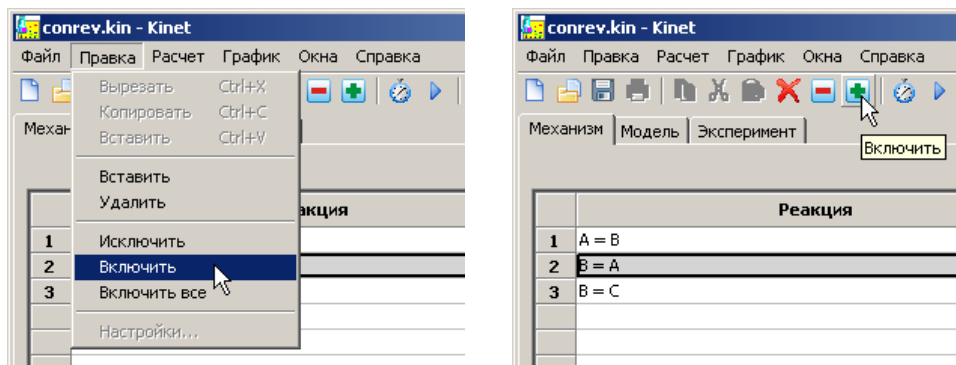 conrev.kin - Kinet
Файл Правка Расчет График Окна Справка
Вырезать Ctrl+X
Копировать Ctrl+C
Вставить Ctrl+V
Вставить
Удалить
Исключить
Включить
Включить все
Настройки...
Механ
акция
1
2
3
conrev.kin - Kinet
Файл Правка Расчет График Окна Справка
Включить
Механизм Модель Эксперимент
Реакция
1 A = B
2 B = A
3 B = C